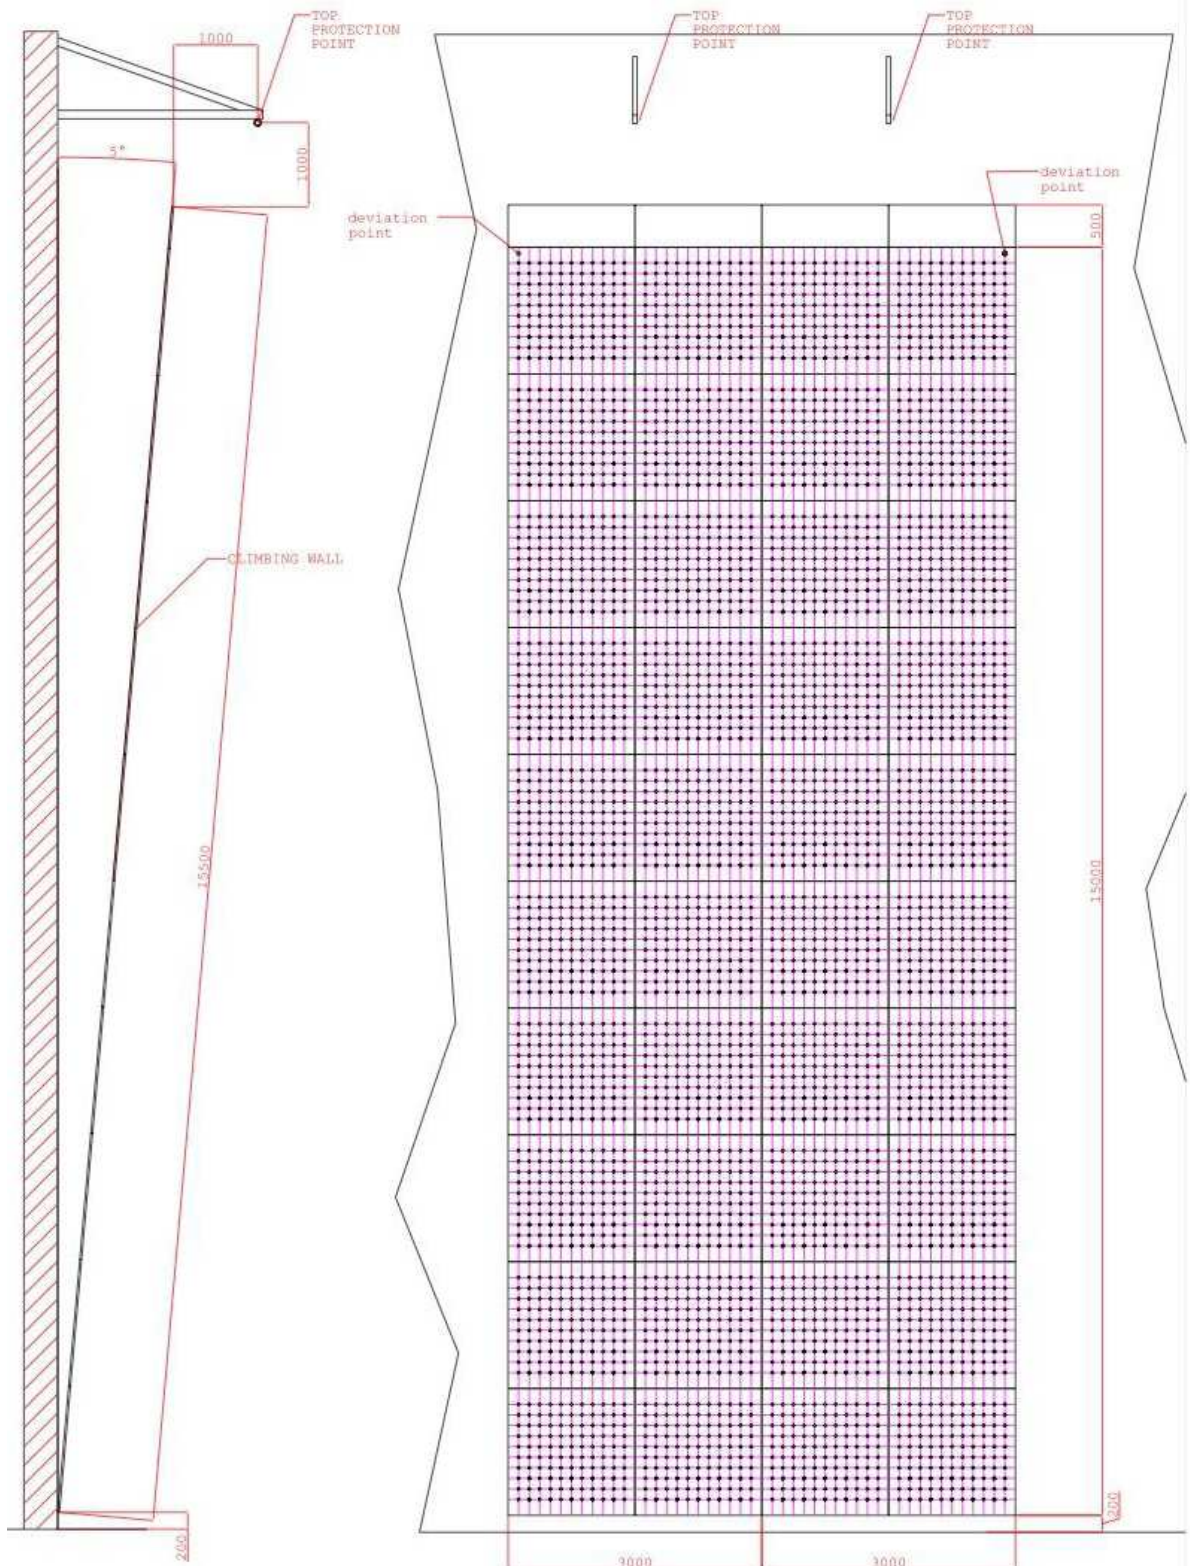 TOP
PROTECTION
POINT
1000
TOP
PROTECTION
POINT
TOP
PROTECTION
POINT
5°
1000
deviation
point
deviation
point
500
CLIMBING WALL
15500
15000
200
200
3000
3000